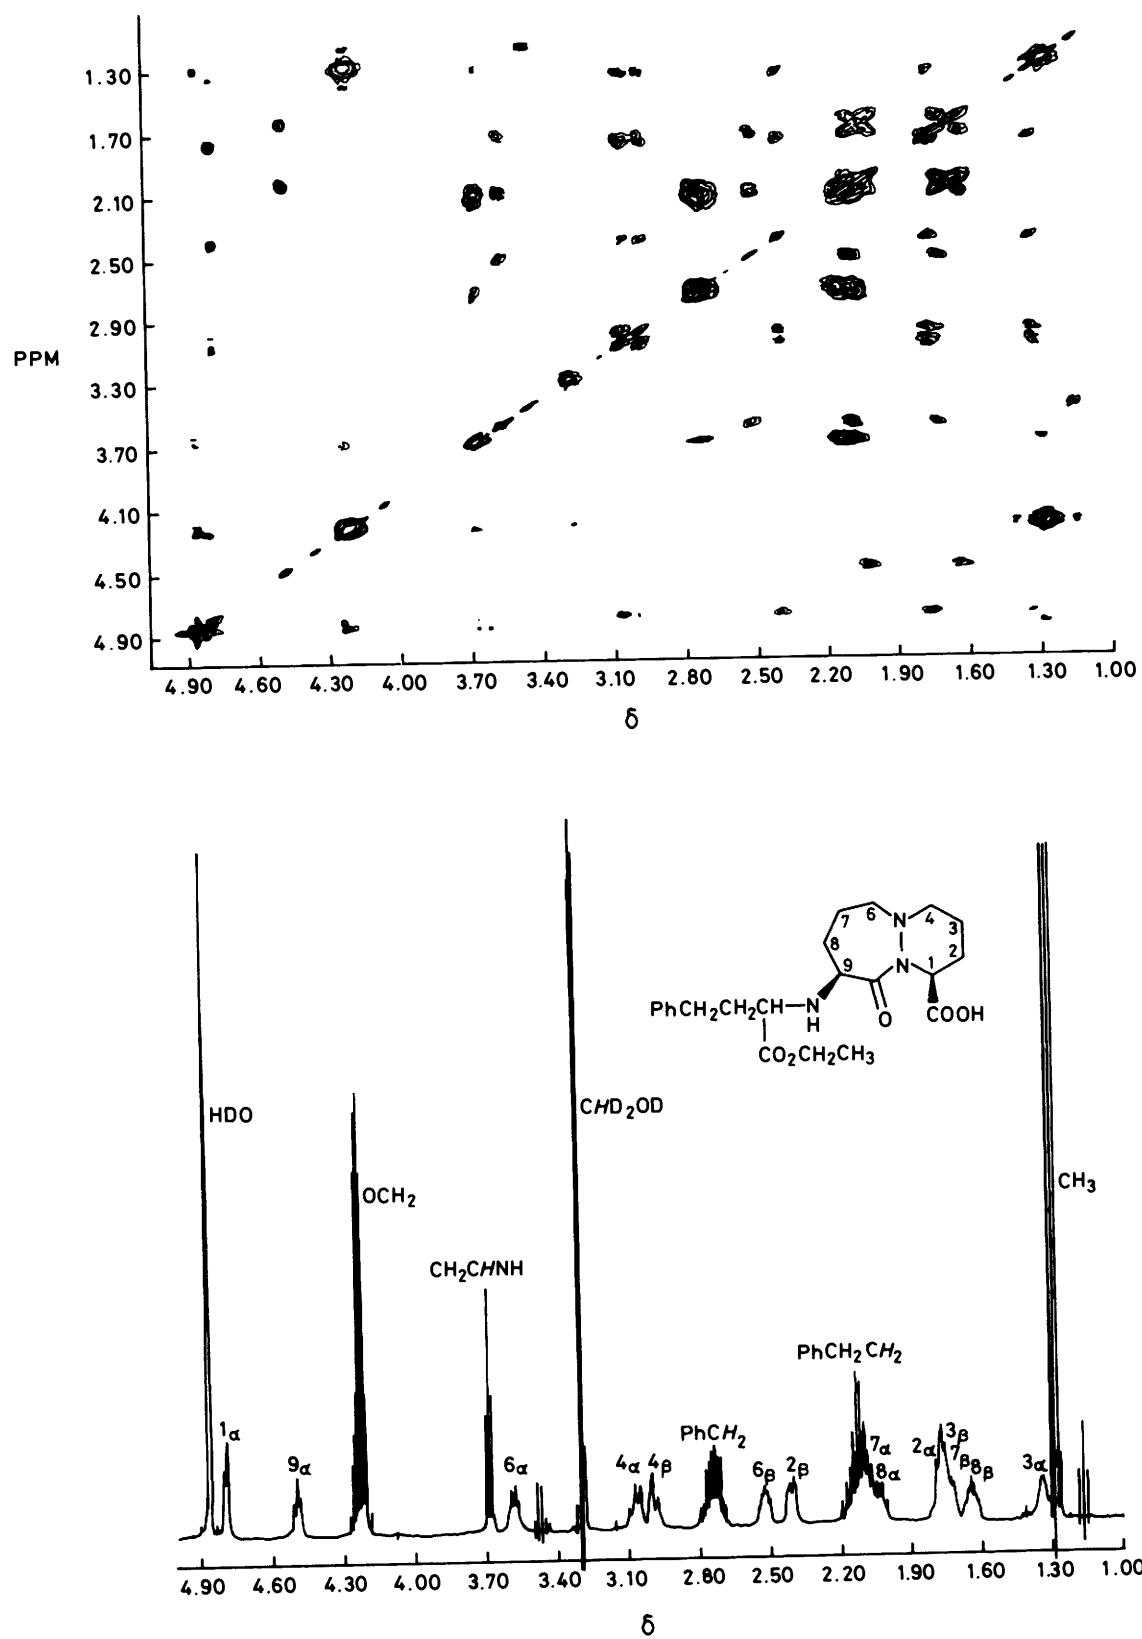 1.30
1.70
2.10
2.50
2.90
PPM
3.30
3.70
4.10
4.50
4.90
4.90 4.60 4.30 4.00 3.70 3.40 3.10 2.80 2.50 2.20 1.90 1.60 1.30 1.00
δ
7 6 N 4
8 3
9 N 1 2
PhCH₂CH₂CH—N
H O COOH
CO₂CH₂CH₃
HDO
CHD₂OD
OCH₂
CH₃
CH₂CHNH
PhCH₂CH₂
1α
9α
6α
4α 4β
PhCH₂
6β 2β
7α
8α
2α 3β
7β 8β
3α
4.90 4.60 4.30 4.00 3.70 3.40 3.10 2.80 2.50 2.20 1.90 1.60 1.30 1.00
δ